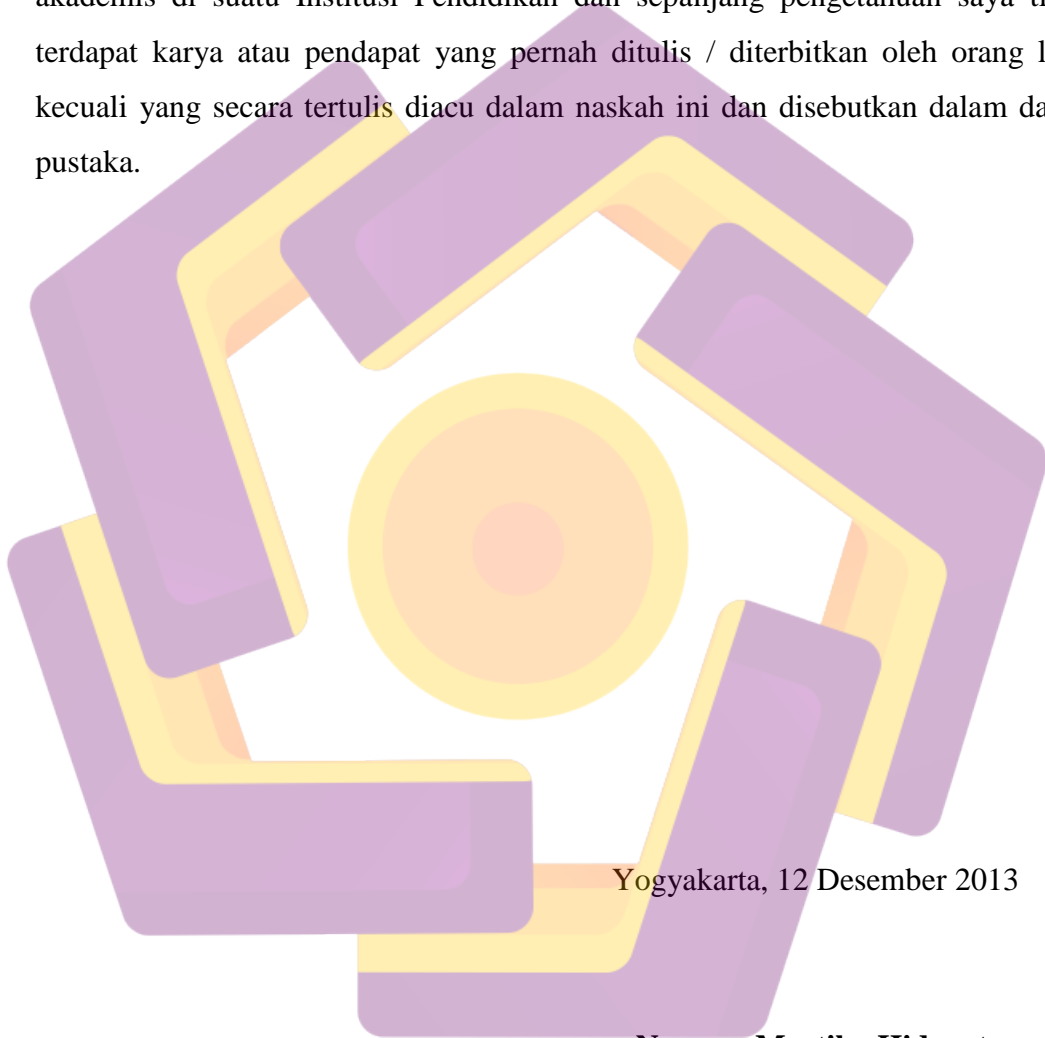 akademis di suatu Institusi Pendidikan dan sepanjang pengetahuan saya
terdapat karya atau pendapat yang pernah ditulis / diterbitkan oleh orang
kecuali yang secara tertulis diacu dalam naskah ini dan disebutkan dalam
pustaka.
Yogyakarta, 12 Desember 2013